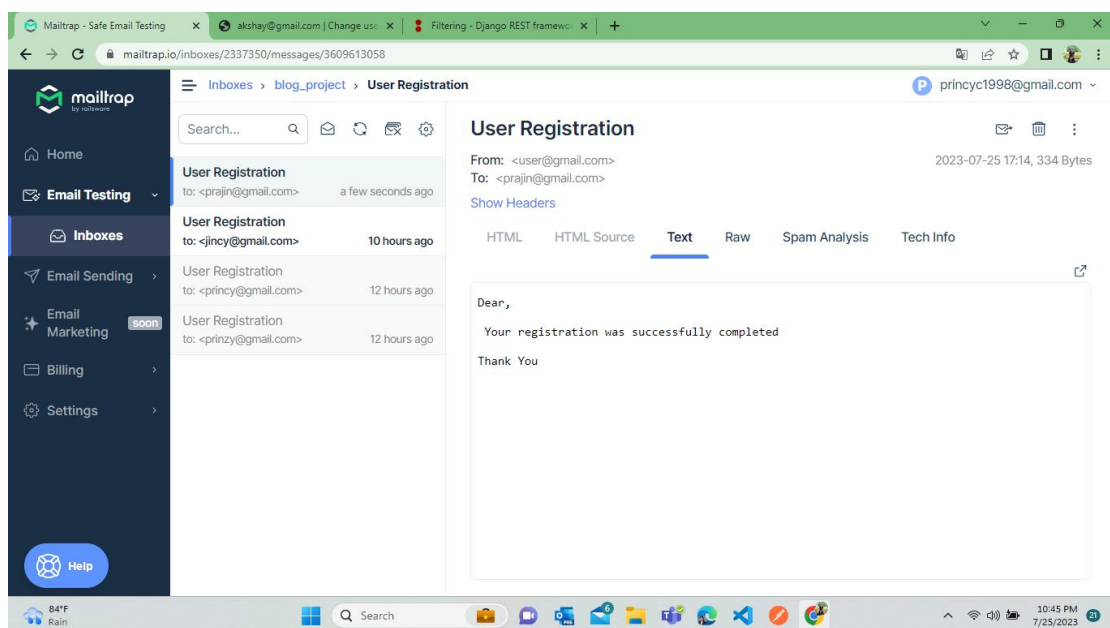 Mailtrap - Safe Email Testing
akshay@gmail.com | Change use
Filtering - Django REST framewo
mailtrap.io/inboxes/2337350/messages/3609613058
mailtrap
by railsware
Inboxes › blog_project › User Registration
P princyc1998@gmail.com
Home
Email Testing
Inboxes
Email Sending
Email
Marketing
soon
Billing
Settings
Help
Search...
User Registration
to: <prajin@gmail.com> a few seconds ago
User Registration
to: <jincy@gmail.com> 10 hours ago
User Registration
to: <princy@gmail.com> 12 hours ago
User Registration
to: <prinzy@gmail.com> 12 hours ago
User Registration
From: <user@gmail.com> 2023-07-25 17:14, 334 Bytes
To: <prajin@gmail.com>
Show Headers
HTML HTML Source Text Raw Spam Analysis Tech Info
Dear,
Your registration was successfully completed
Thank You
84°F
Rain
Search
10:45 PM
7/25/2023
21